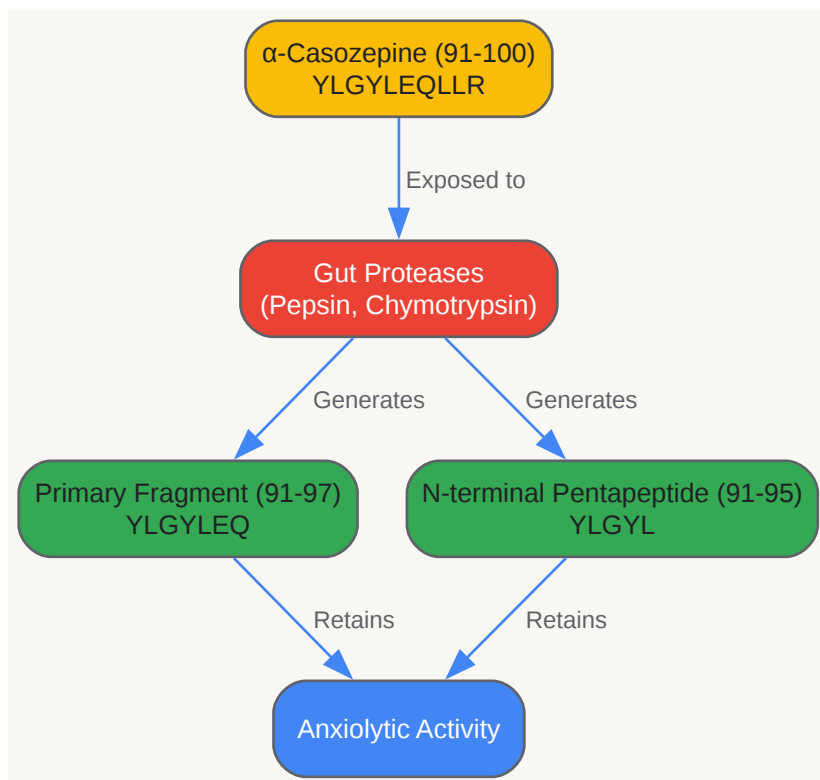 α-Casozepine (91-100)
YLGYLEQLLR
Exposed to
Gut Proteases
(Pepsin, Chymotrypsin)
Generates
Generates
Primary Fragment (91-97)
YLGYLEQ
N-terminal Pentapeptide (91-95)
YLGYL
Retains
Retains
Anxiolytic Activity